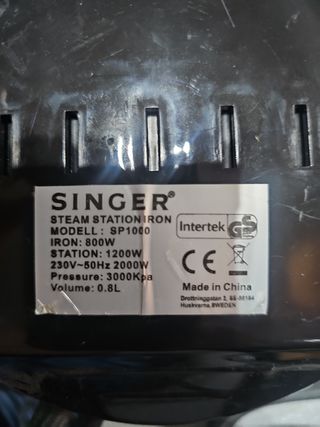 SINGER®
STEAM STATION IRON
MODELL : SP1000
IRON: 800W
STATION: 1200W
230V~50Hz 2000W
Pressure: 3000Kpa
Volume: 0.8L
Intertek GS
CE
Made in China
Drottninggatan 2, SE-56184
Huskvarna, SWEDEN